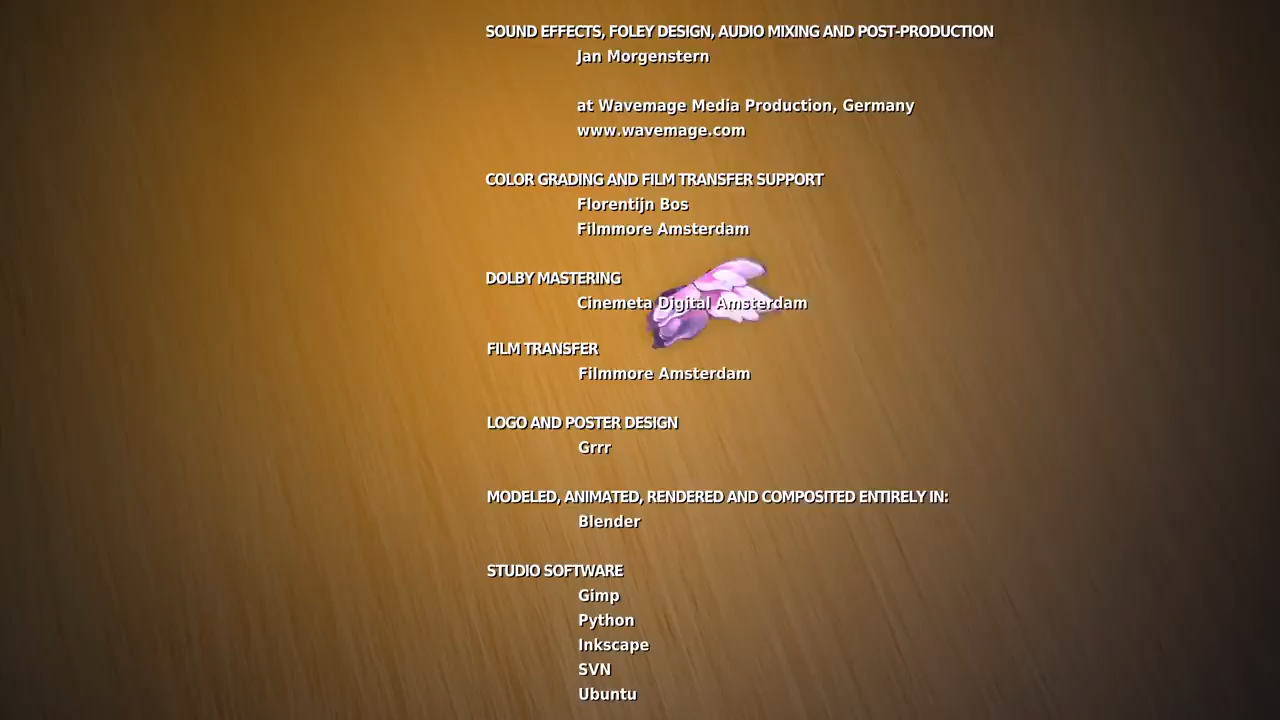 SOUND EFFECTS, FOLEY DESIGN, AUDIO MIXING AND POST-PRODUCTION
Jan Morgenstern
at Wavemage Media Production, Germany
www.wavemage.com
COLOR GRADING AND FILM TRANSFER SUPPORT
Florentijn Bos
Filmmore Amsterdam
DOLBY MASTERING
Cinemeta Digital Amsterdam
FILM TRANSFER
Filmmore Amsterdam
LOGO AND POSTER DESIGN
Grrr
MODELED, ANIMATED, RENDERED AND COMPOSITED ENTIRELY IN:
Blender
STUDIO SOFTWARE
Gimp
Python
Inkscape
SVN
Ubuntu